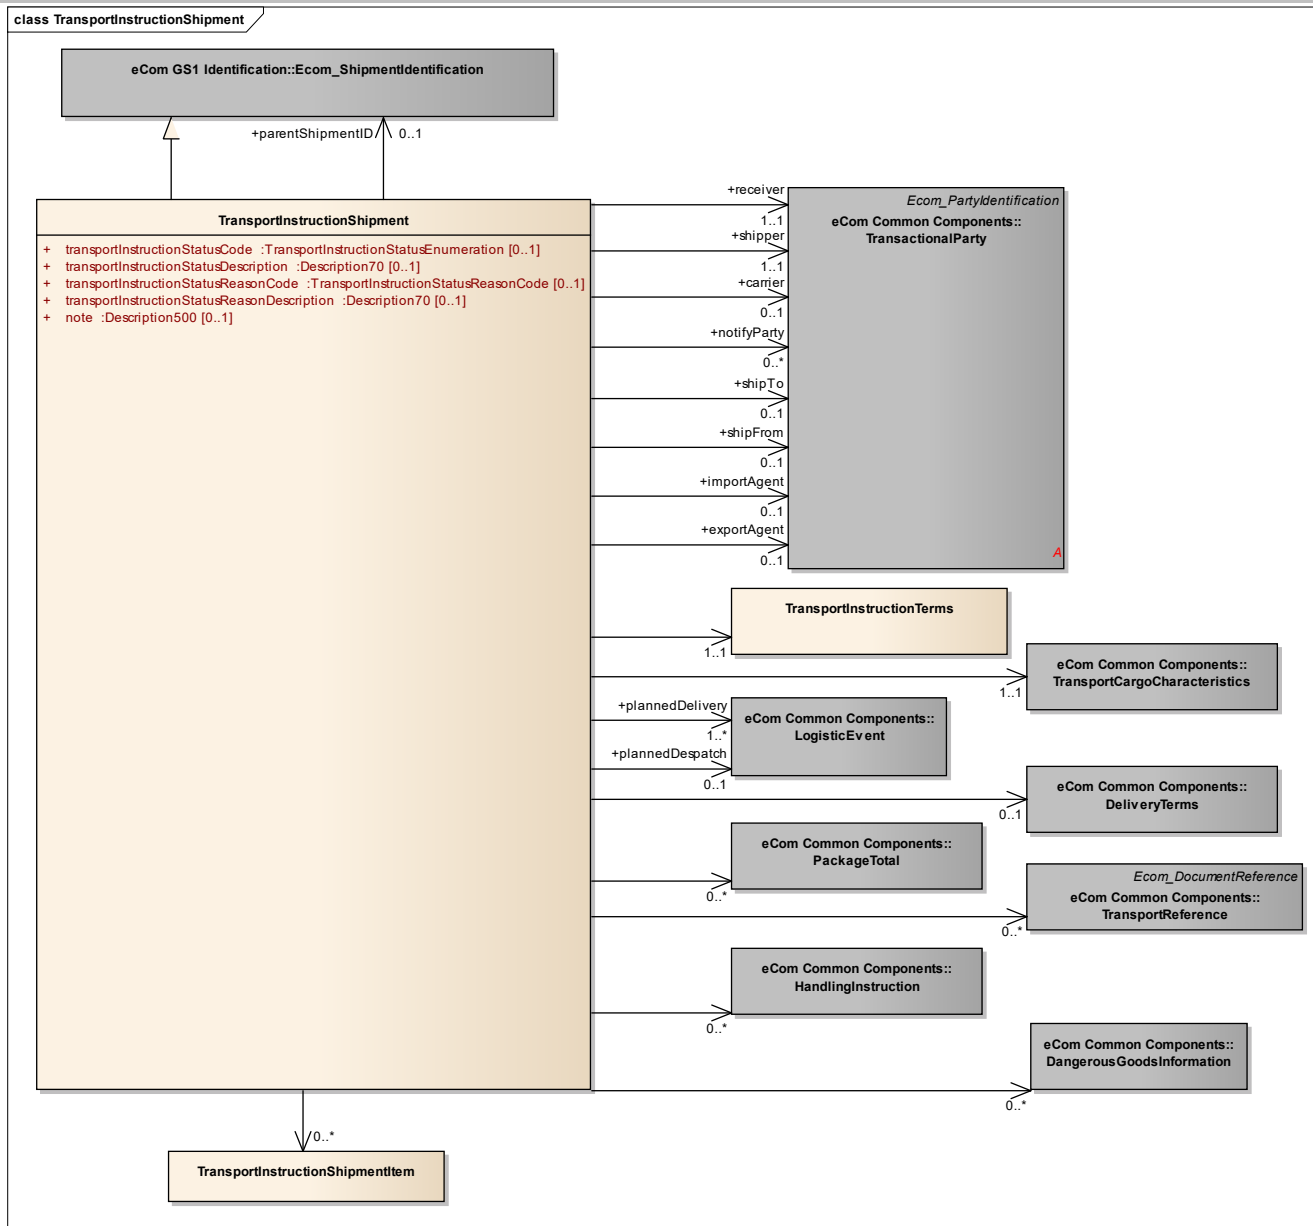 class TransportInstructionShipment
eCom GS1 Identification::Ecom_ShipmentIdentification
+parentShipmentID
0..1
TransportInstructionShipment
+ transportInstructionStatusCode :TransportInstructionStatusEnumeration [0..1]
+ transportInstructionStatusDescription :Description70 [0..1]
+ transportInstructionStatusReasonCode :TransportInstructionStatusReasonCode [0..1]
+ transportInstructionStatusReasonDescription :Description70 [0..1]
+ note :Description500 [0..1]
+receiver
1..1
+shipper
1..1
+carrier
0..1
+notifyParty
0..*
+shipTo
0..1
+shipFrom
0..1
+importAgent
0..1
+exportAgent
0..1
Ecom_PartyIdentification
eCom Common Components::
TransactionalParty
A
TransportInstructionTerms
1..1
eCom Common Components::
TransportCargoCharacteristics
1..1
+plannedDelivery
1..*
+plannedDespatch
0..1
eCom Common Components::
LogisticEvent
eCom Common Components::
DeliveryTerms
0..1
eCom Common Components::
PackageTotal
0..*
Ecom_DocumentReference
eCom Common Components::
TransportReference
0..*
eCom Common Components::
HandlingInstruction
0..*
eCom Common Components::
DangerousGoodsInformation
0..*
0..*
TransportInstructionShipmentItem